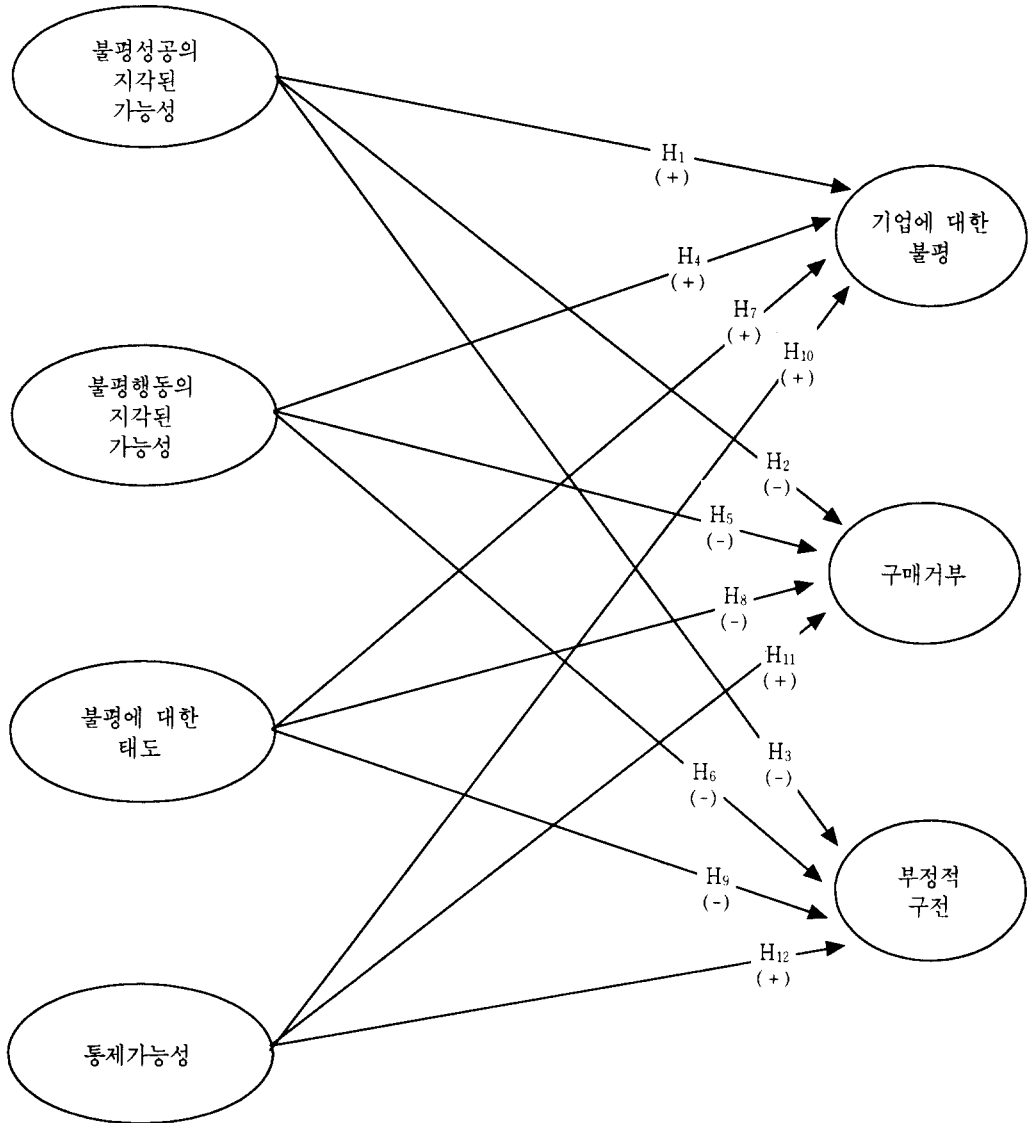 불평성공의
지각된
가능성
H₁
(+)
기업에 대한
불평
H₄
(+)
H₇
(+)
H₁₀
(+)
불평행동의
지각된
가능성
H₂
(-)
H₅
(-)
구매거부
H₈
(-)
H₁₁
(+)
불평에 대한
태도
H₃
(-)
H₆
(-)
H₉
(-)
부정적
구전
H₁₂
(+)
통제가능성